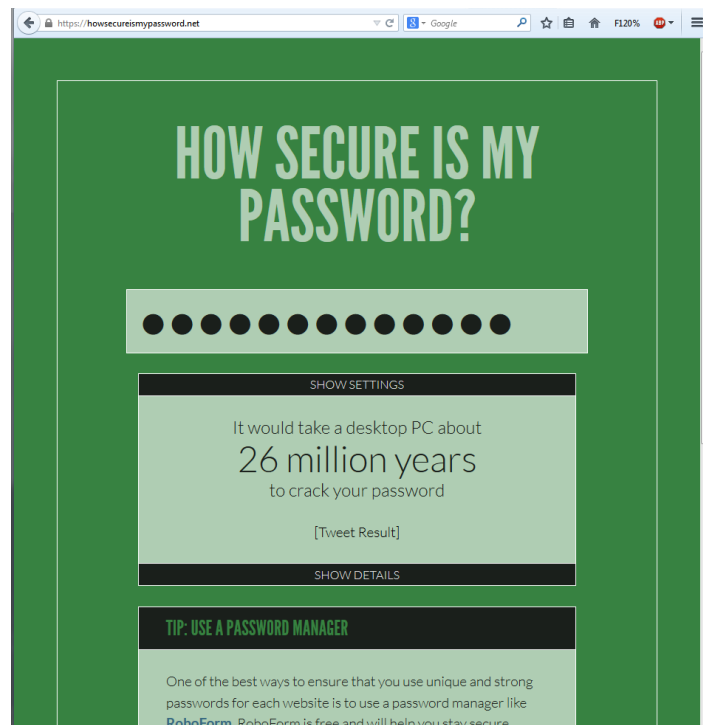 https://howsecureismypassword.net
Google
F120%
HOW SECURE IS MY
PASSWORD?
SHOW SETTINGS
It would take a desktop PC about
26 million years
to crack your password
[Tweet Result]
SHOW DETAILS
TIP: USE A PASSWORD MANAGER
One of the best ways to ensure that you use unique and strong
passwords for each website is to use a password manager like
RoboForm. RoboForm is free and will help you stay secure